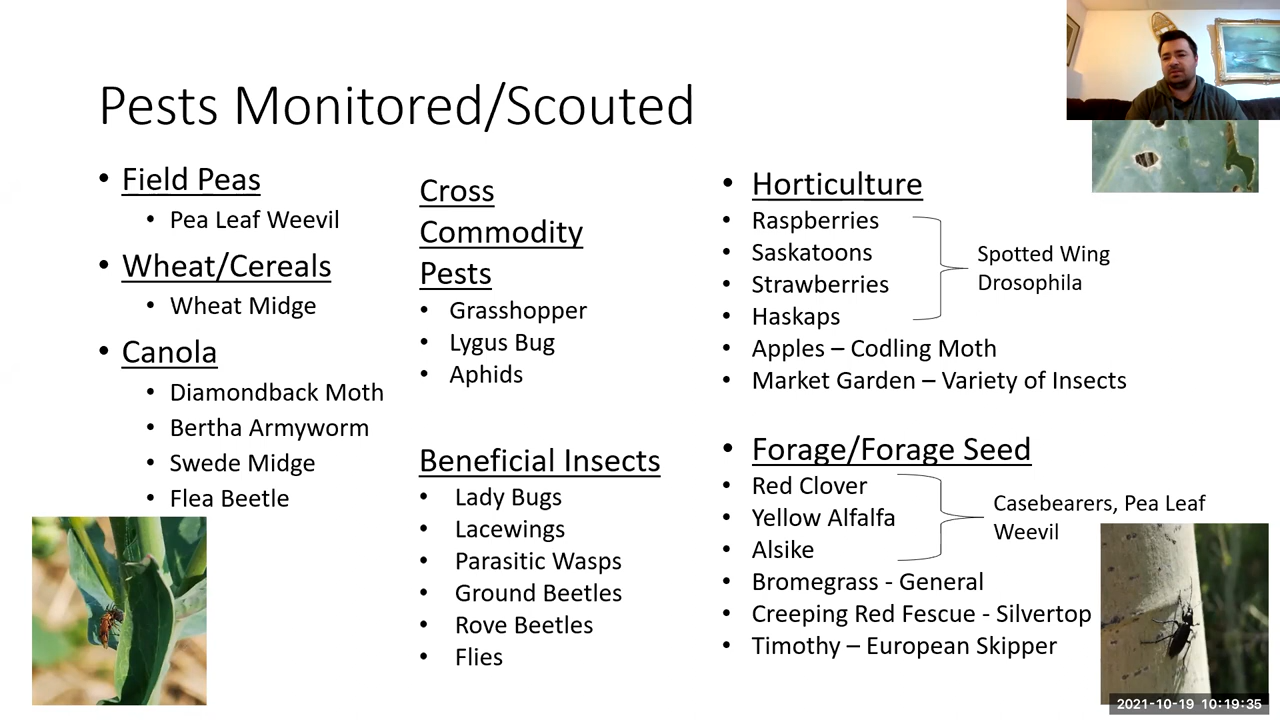 Pests Monitored/Scouted
• Field Peas
• Pea Leaf Weevil
• Wheat/Cereals
• Wheat Midge
• Canola
• Diamondback Moth
• Bertha Armyworm
• Swede Midge
• Flea Beetle
Cross
Commodity
Pests
• Grasshopper
• Lygus Bug
• Aphids
Beneficial Insects
• Lady Bugs
• Lacewings
• Parasitic Wasps
• Ground Beetles
• Rove Beetles
• Flies
• Horticulture
• Raspberries
• Saskatoons
• Strawberries
• Haskaps
Spotted Wing
Drosophila
• Apples – Codling Moth
• Market Garden – Variety of Insects
• Forage/Forage Seed
• Red Clover
• Yellow Alfalfa
• Alsike
Casebearers, Pea Leaf
Weevil
• Bromegrass - General
• Creeping Red Fescue - Silvertop
• Timothy – European Skipper
2021-10-19 10:19:35